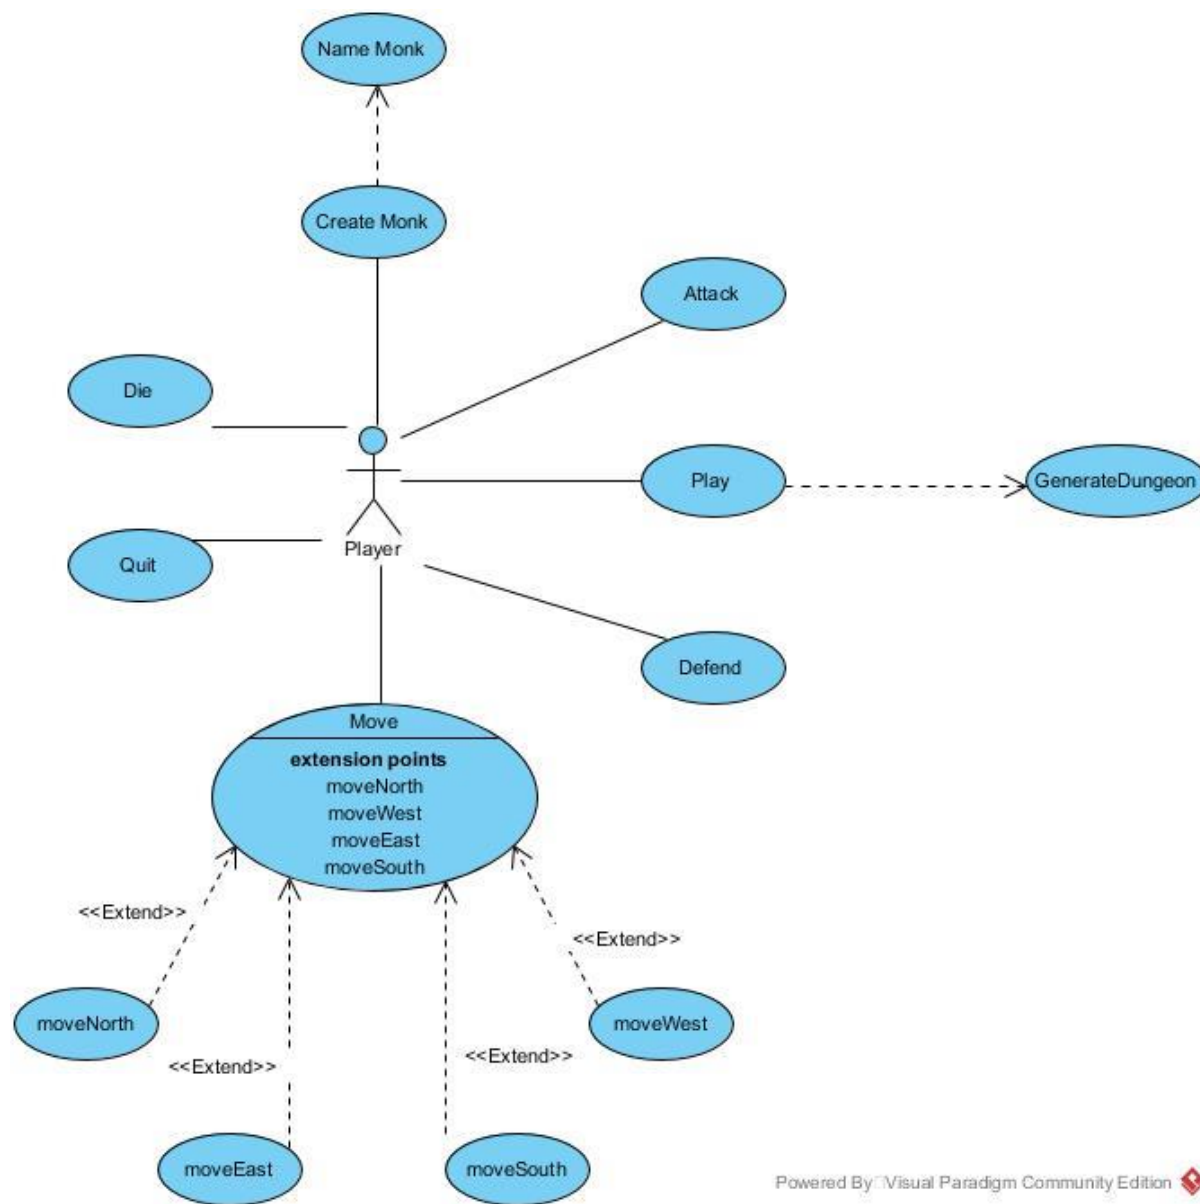 Name Monk
Create Monk
Attack
Die
Play
GenerateDungeon
Player
Quit
Defend
Move
extension points
moveNorth
moveWest
moveEast
moveSouth
<<Extend>>
<<Extend>>
moveNorth
moveWest
<<Extend>>
<<Extend>>
moveEast
moveSouth
Powered By Visual Paradigm Community Edition